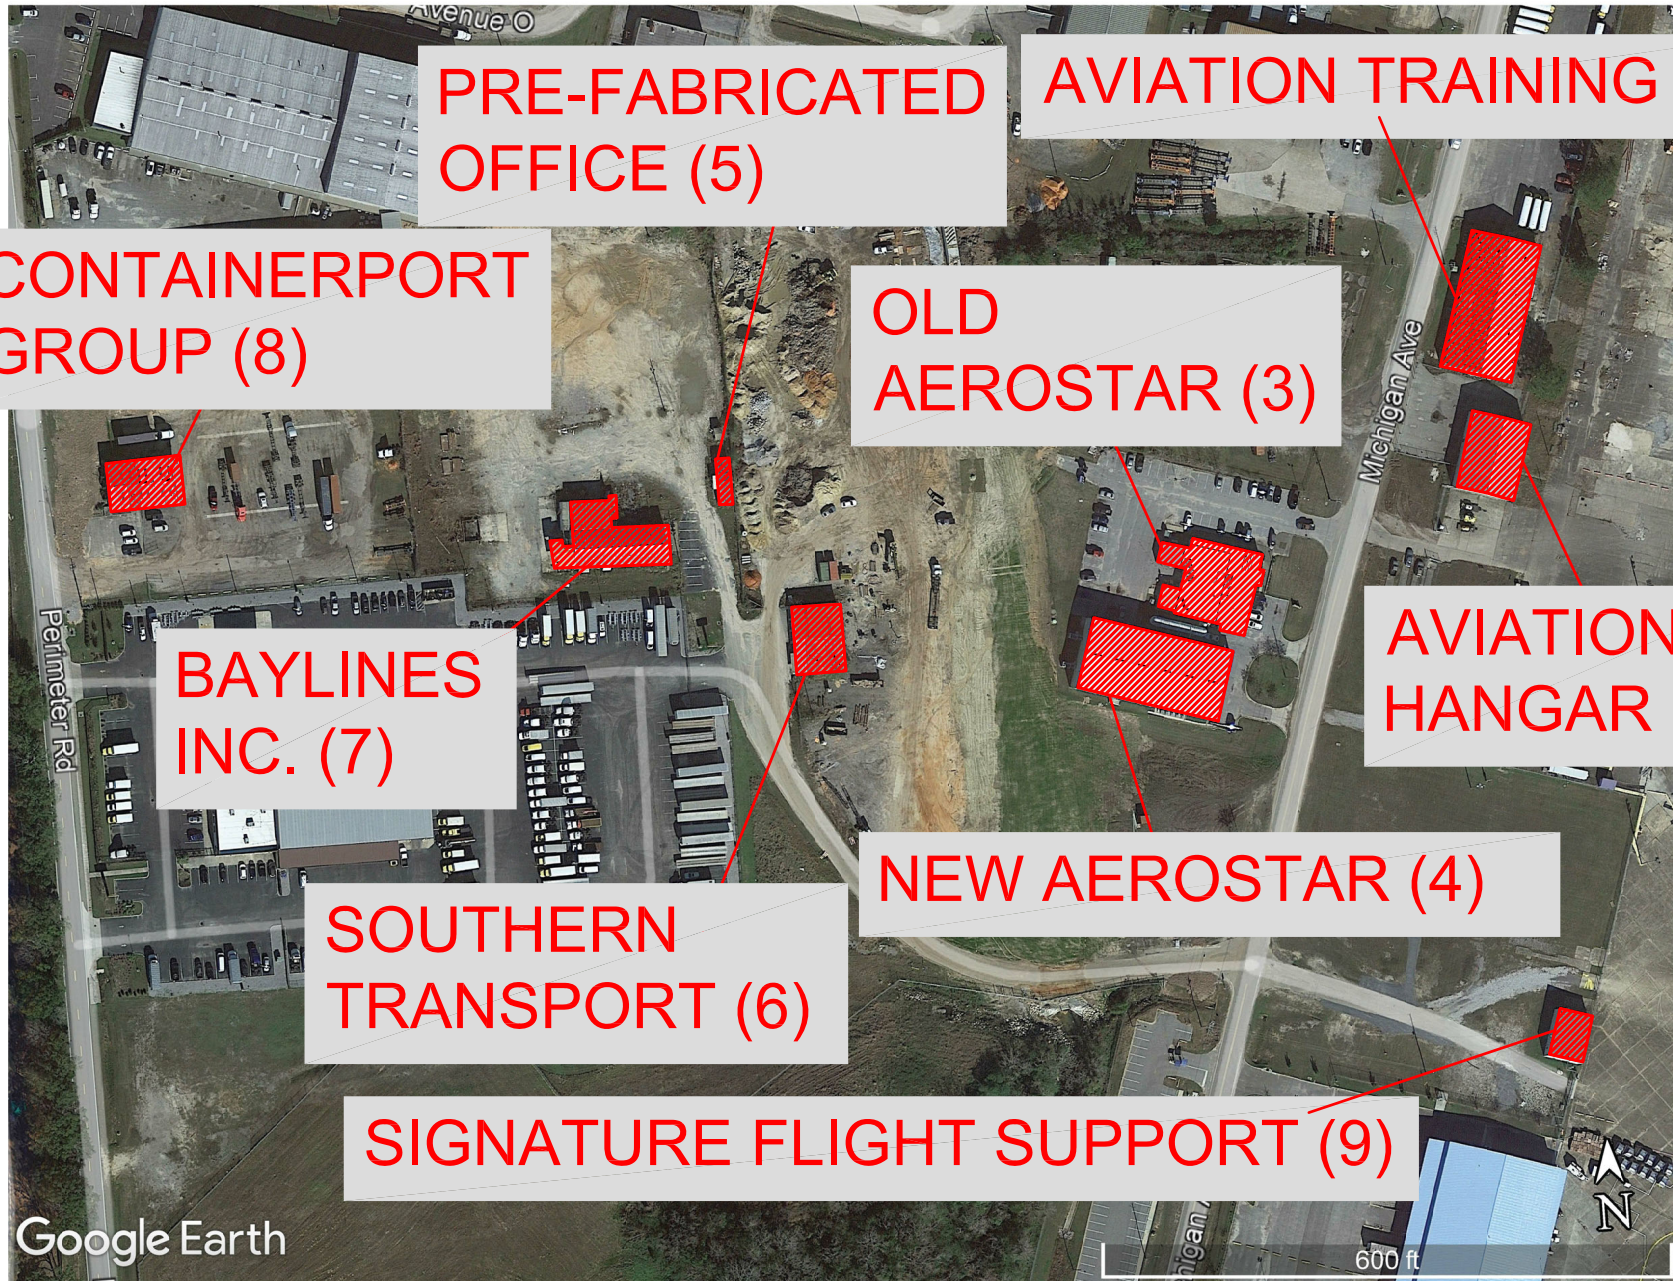 Avenue O
PRE-FABRICATED
OFFICE (5)
AVIATION TRAINING
CONTAINERPORT
GROUP (8)
OLD
AEROSTAR (3)
Michigan Ave
AVIATION
HANGAR
Perimeter Rd
BAYLINES
INC. (7)
NEW AEROSTAR (4)
SOUTHERN
TRANSPORT (6)
SIGNATURE FLIGHT SUPPORT (9)
N
Google Earth
higan
600 ft